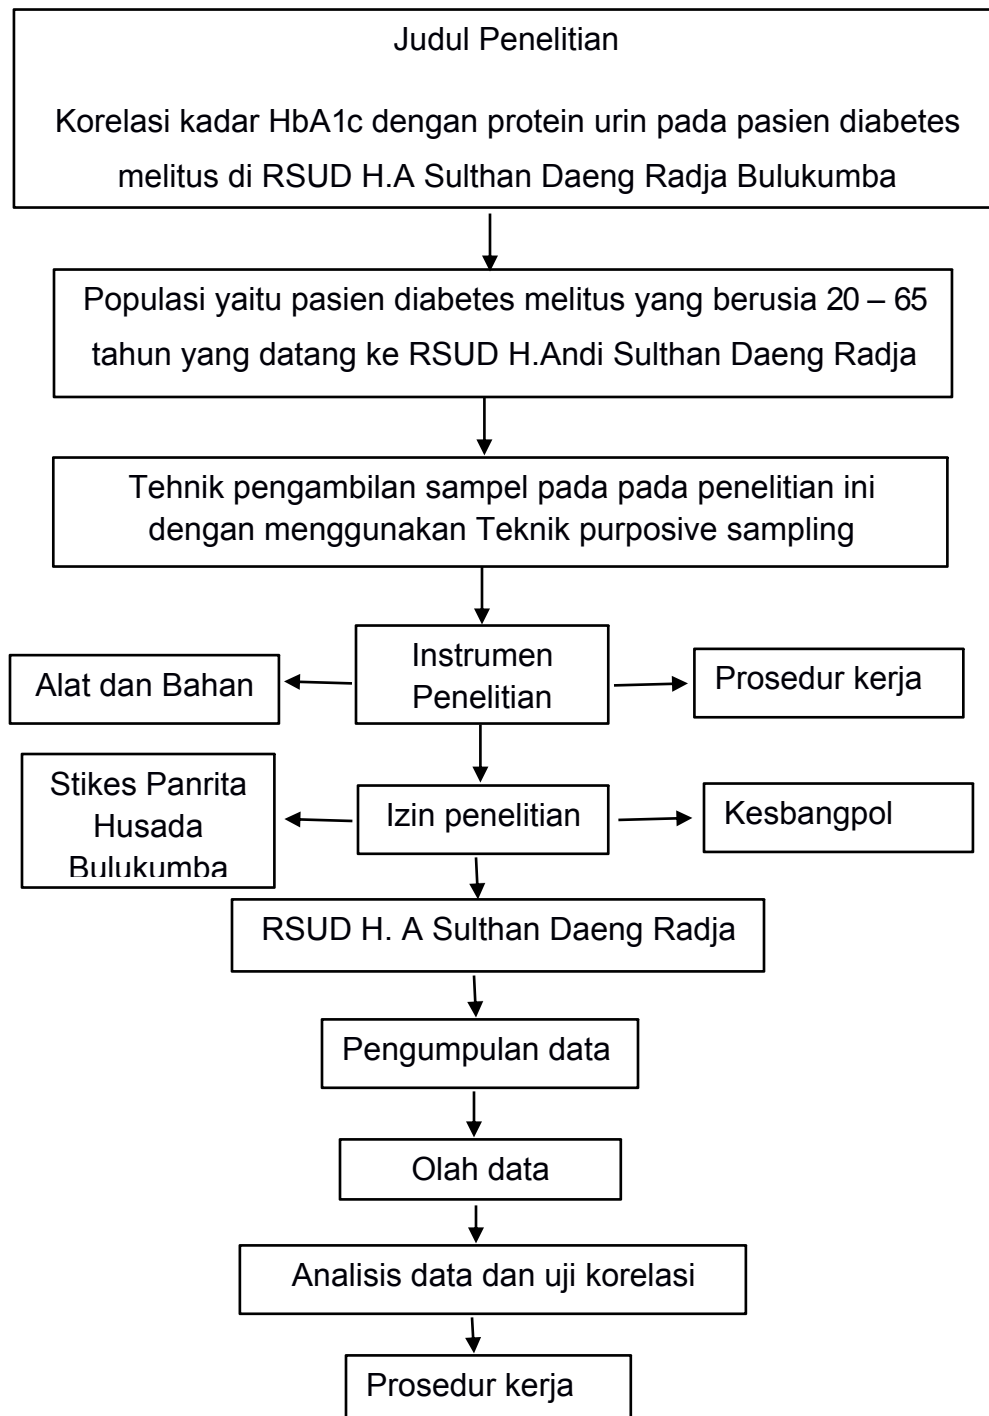 Judul Penelitian
Korelasi kadar HbA1c dengan protein urin pada pasien diabetes
melitus di RSUD H.A Sulthan Daeng Radja Bulukumba
Populasi yaitu pasien diabetes melitus yang berusia 20 – 65
tahun yang datang ke RSUD H.Andi Sulthan Daeng Radja
Tehnik pengambilan sampel pada pada penelitian ini
dengan menggunakan Teknik purposive sampling
Instrumen
Penelitian
Alat dan Bahan
Prosedur kerja
Stikes Panrita
Husada
Bulukumba
Izin penelitian
Kesbangpol
RSUD H. A Sulthan Daeng Radja
Pengumpulan data
Olah data
Analisis data dan uji korelasi
Prosedur kerja